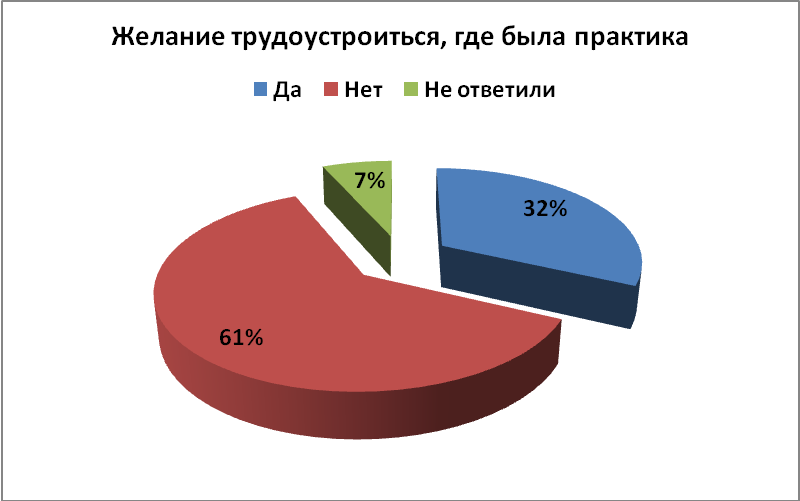 Желание трудоустроиться, где была практика
Да Нет Не ответили
7%
32%
61%